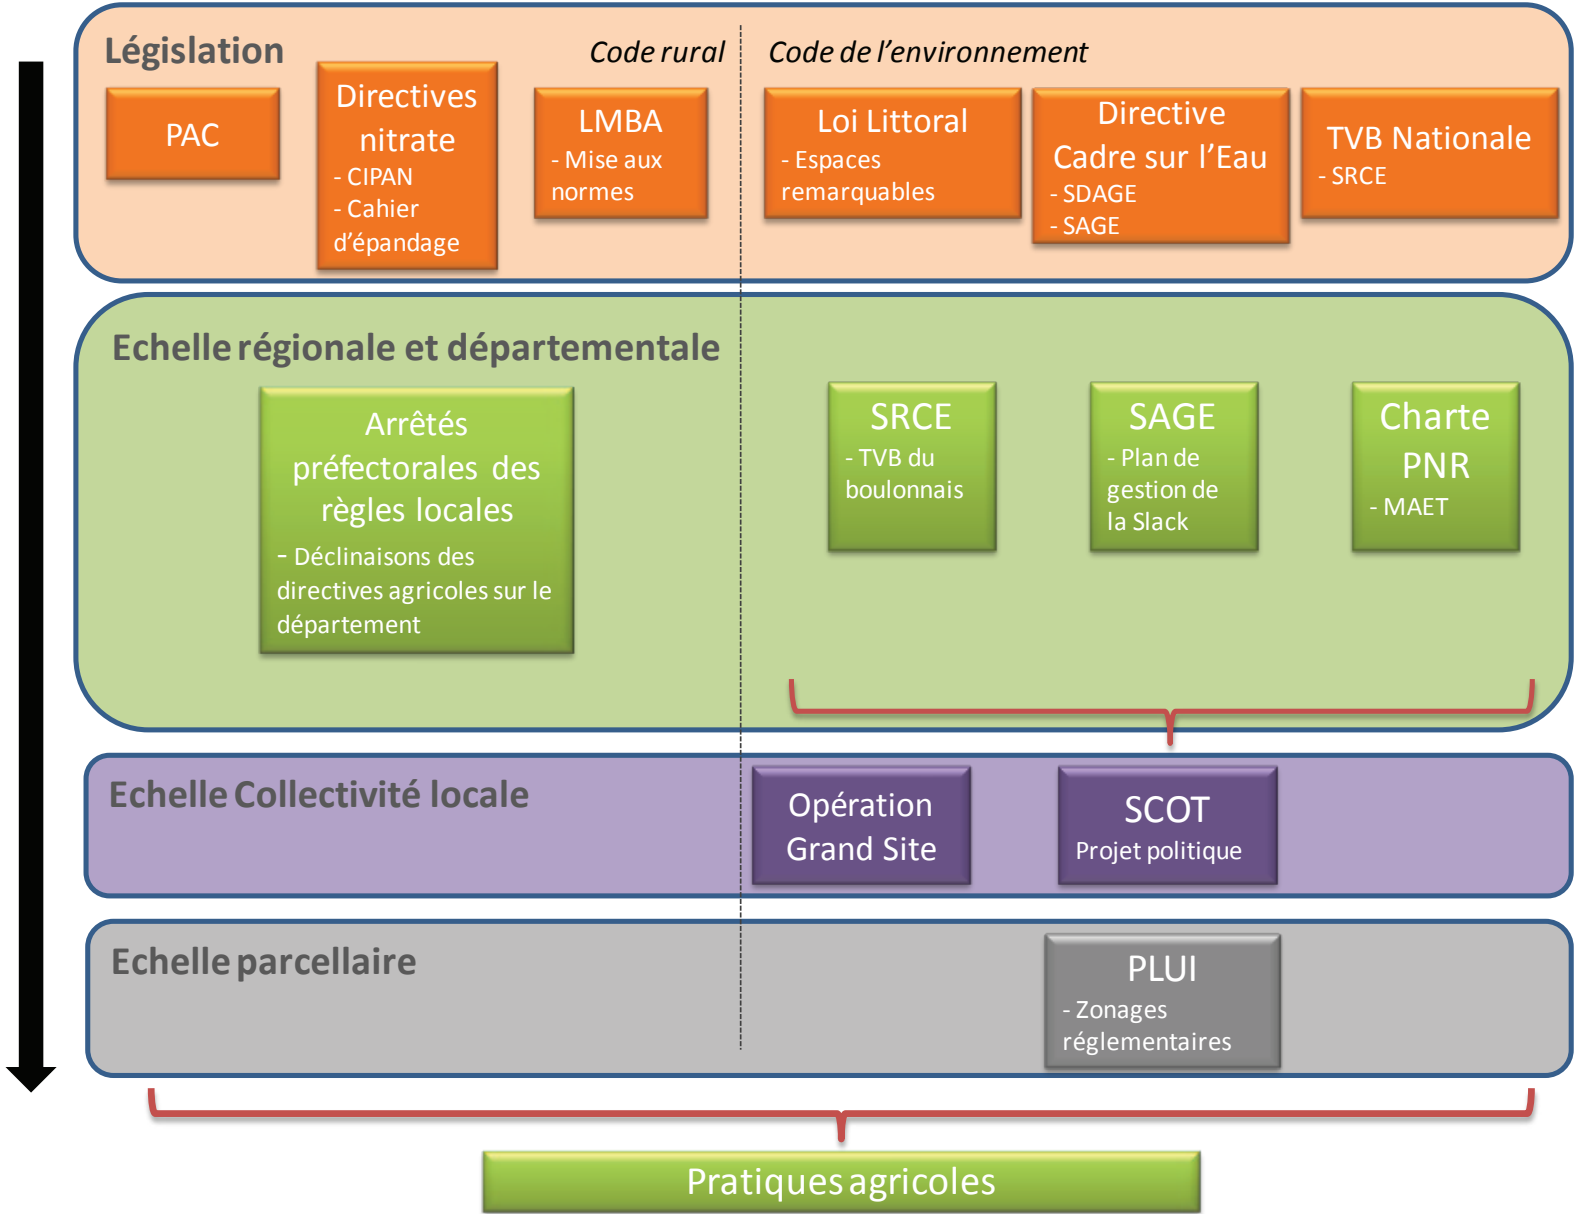 Législation
Code rural
Code de l'environnement
PAC
Directives
nitrate
- CIPAN
- Cahier
d'épandage
LMBA
- Mise aux
normes
Loi Littoral
- Espaces
remarquables
Directive
Cadre sur l'Eau
- SDAGE
- SAGE
TVB Nationale
- SRCE
Echelle régionale et départementale
Arrêtés
préfectorales des
règles locales
- Déclinaisons des
directives agricoles sur le
département
SRCE
- TVB du
boulonnais
SAGE
- Plan de
gestion de
la Slack
Charte
PNR
- MAET
Echelle Collectivité locale
Opération
Grand Site
SCOT
Projet politique
Echelle parcellaire
PLUI
- Zonages
réglementaires
Pratiques agricoles